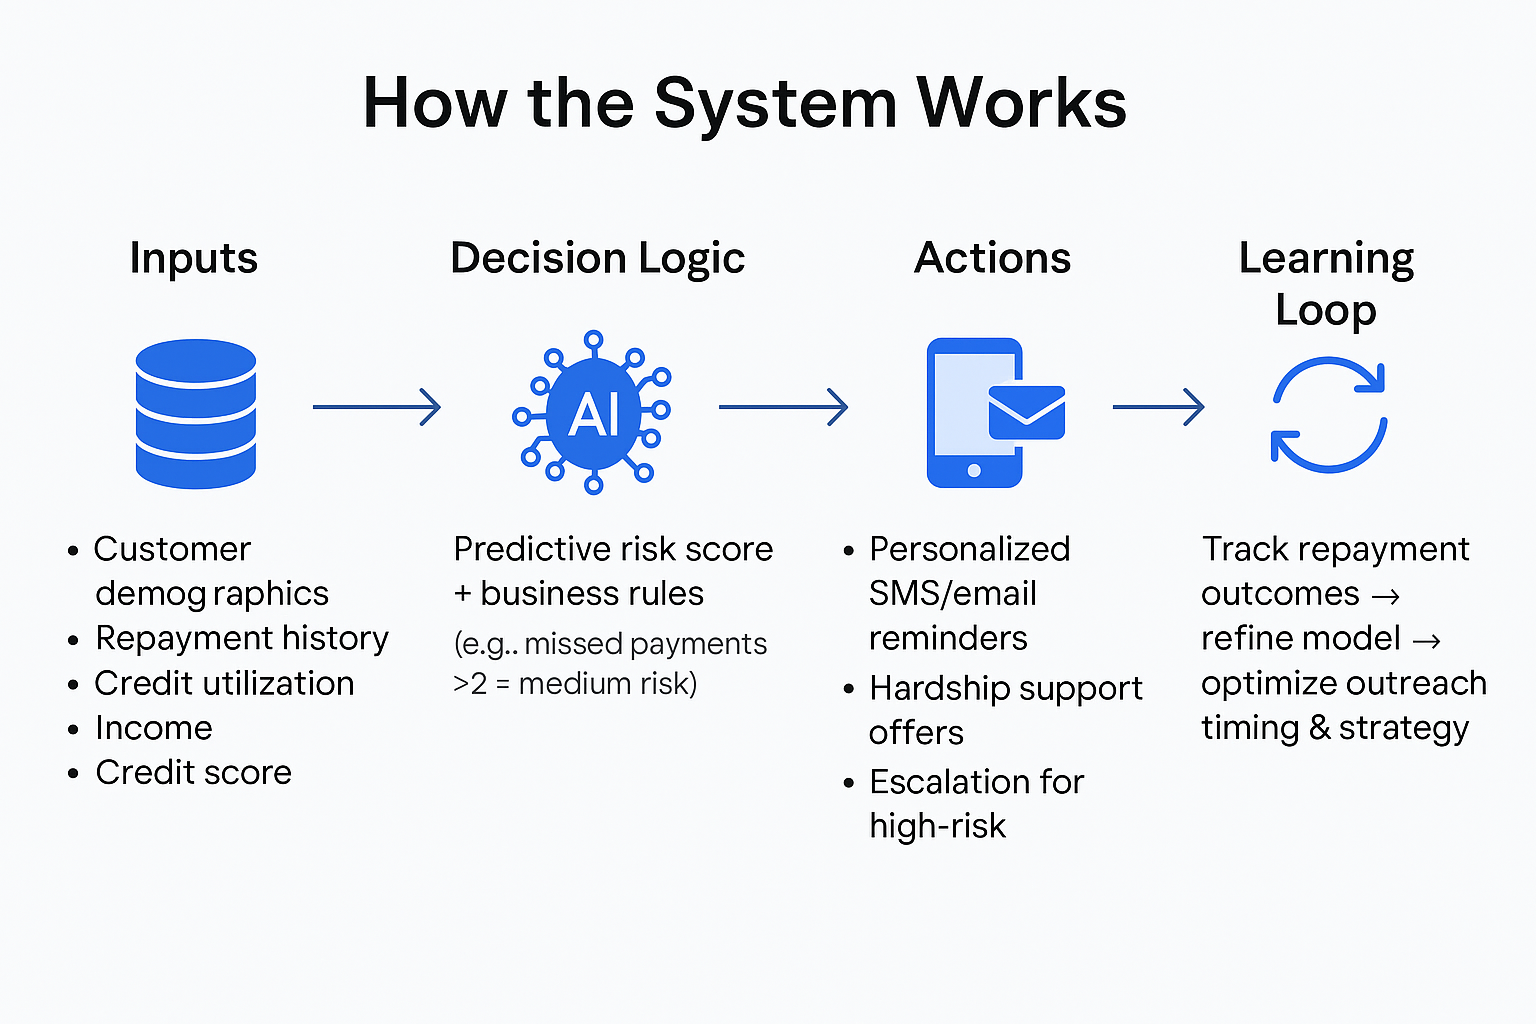 How the System Works
Inputs
• Customer
demog raphics
• Repayment history
• Credit utilization
• Income
• Credit score
Decision Logic
AI
Predictive risk score
+ business rules
(e.g.. missed payments
>2 = medium risk)
Actions
• Personalized
SMS/email
reminders
• Hardship support
offers
• Escalation for
high-risk
Learning
Loop
Track repayment
outcomes →
refine model →
optimize outreach
timing & strategy